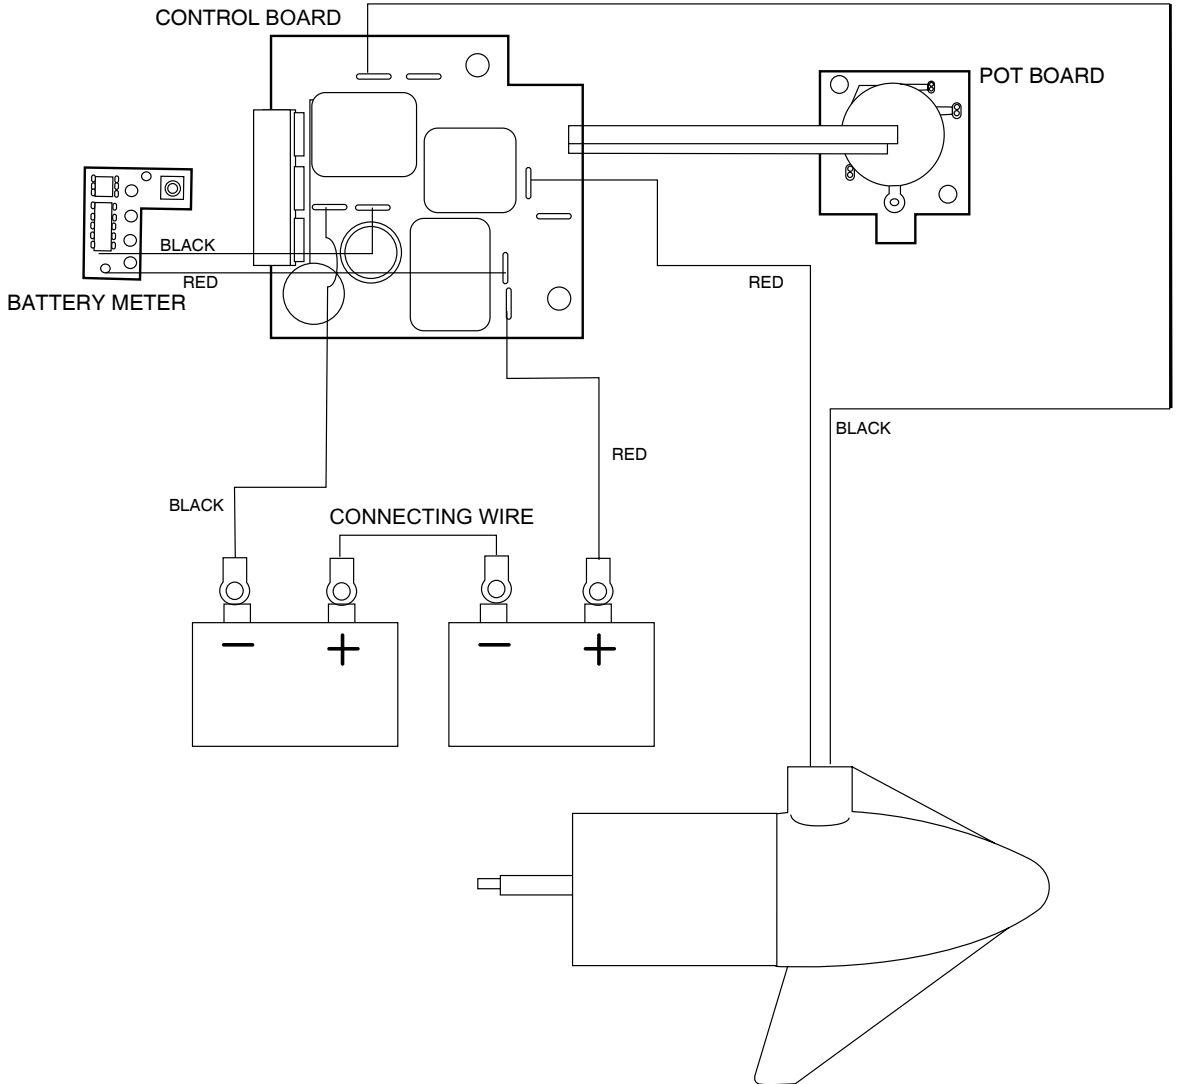 CONTROL BOARD
POT BOARD
BLACK
RED
BATTERY METER
RED
BLACK
RED
BLACK
CONNECTING WIRE